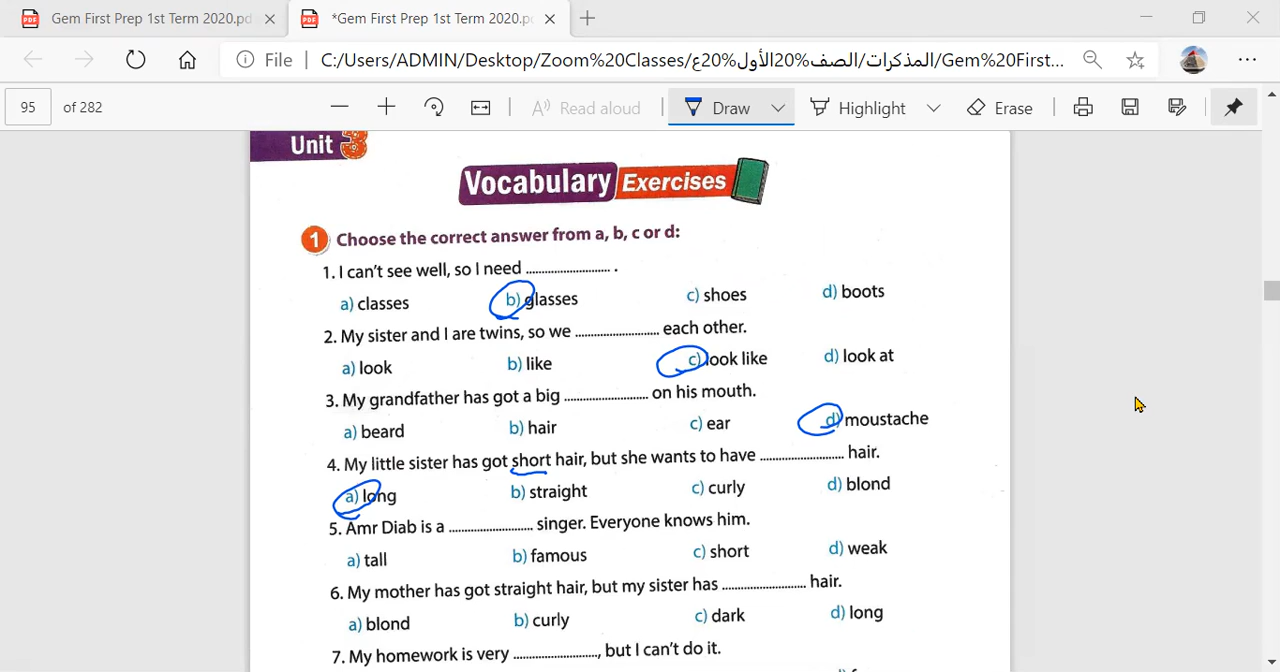 Gem First Prep 1st Term 2020.pd
*Gem First Prep 1st Term 2020.pc
File
C:/Users/ADMIN/Desktop/Zoom%20Classes/المذكرات/الصف%20الأول%20ع/Gem%20First...
95 of 282
Read aloud
Draw
Highlight
Erase
Unit 3
Vocabulary Exercises
1 Choose the correct answer from a, b, c or d:
1. I can't see well, so I need ........................... .
a) classes b) glasses c) shoes d) boots
2. My sister and I are twins, so we ........................... each other.
a) look b) like c) look like d) look at
3. My grandfather has got a big ........................... on his mouth.
a) beard b) hair c) ear d) moustache
4. My little sister has got short hair, but she wants to have ........................... hair.
a) long b) straight c) curly d) blond
5. Amr Diab is a ........................... singer. Everyone knows him.
a) tall b) famous c) short d) weak
6. My mother has got straight hair, but my sister has ........................... hair.
a) blond b) curly c) dark d) long
7. My homework is very ..........................., but I can't do it.